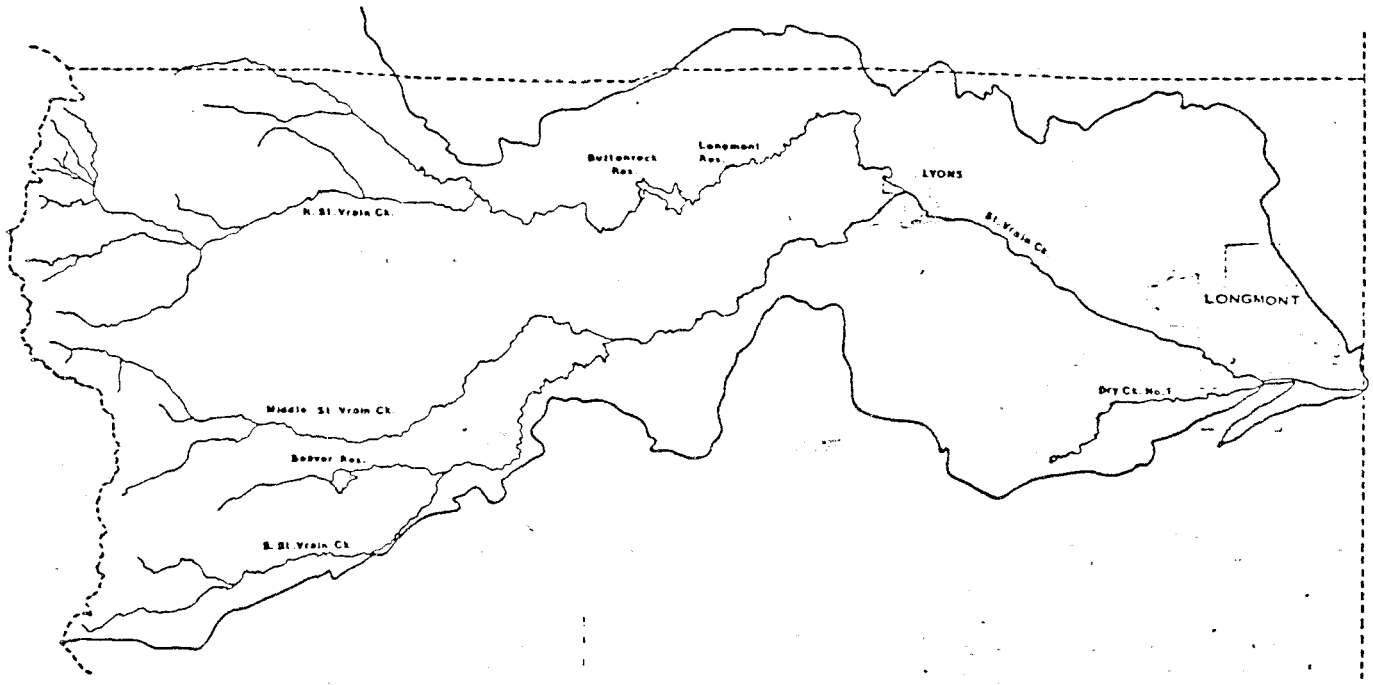 Buttonrock
Res.
Longmont
Res.
LYONS
N. St. Vrain Ck.
St. Vrain Ck
LONGMONT
Dry Ck. No. 1
Middle St. Vrain Ck.
Beaver Res.
S. St. Vrain Ck